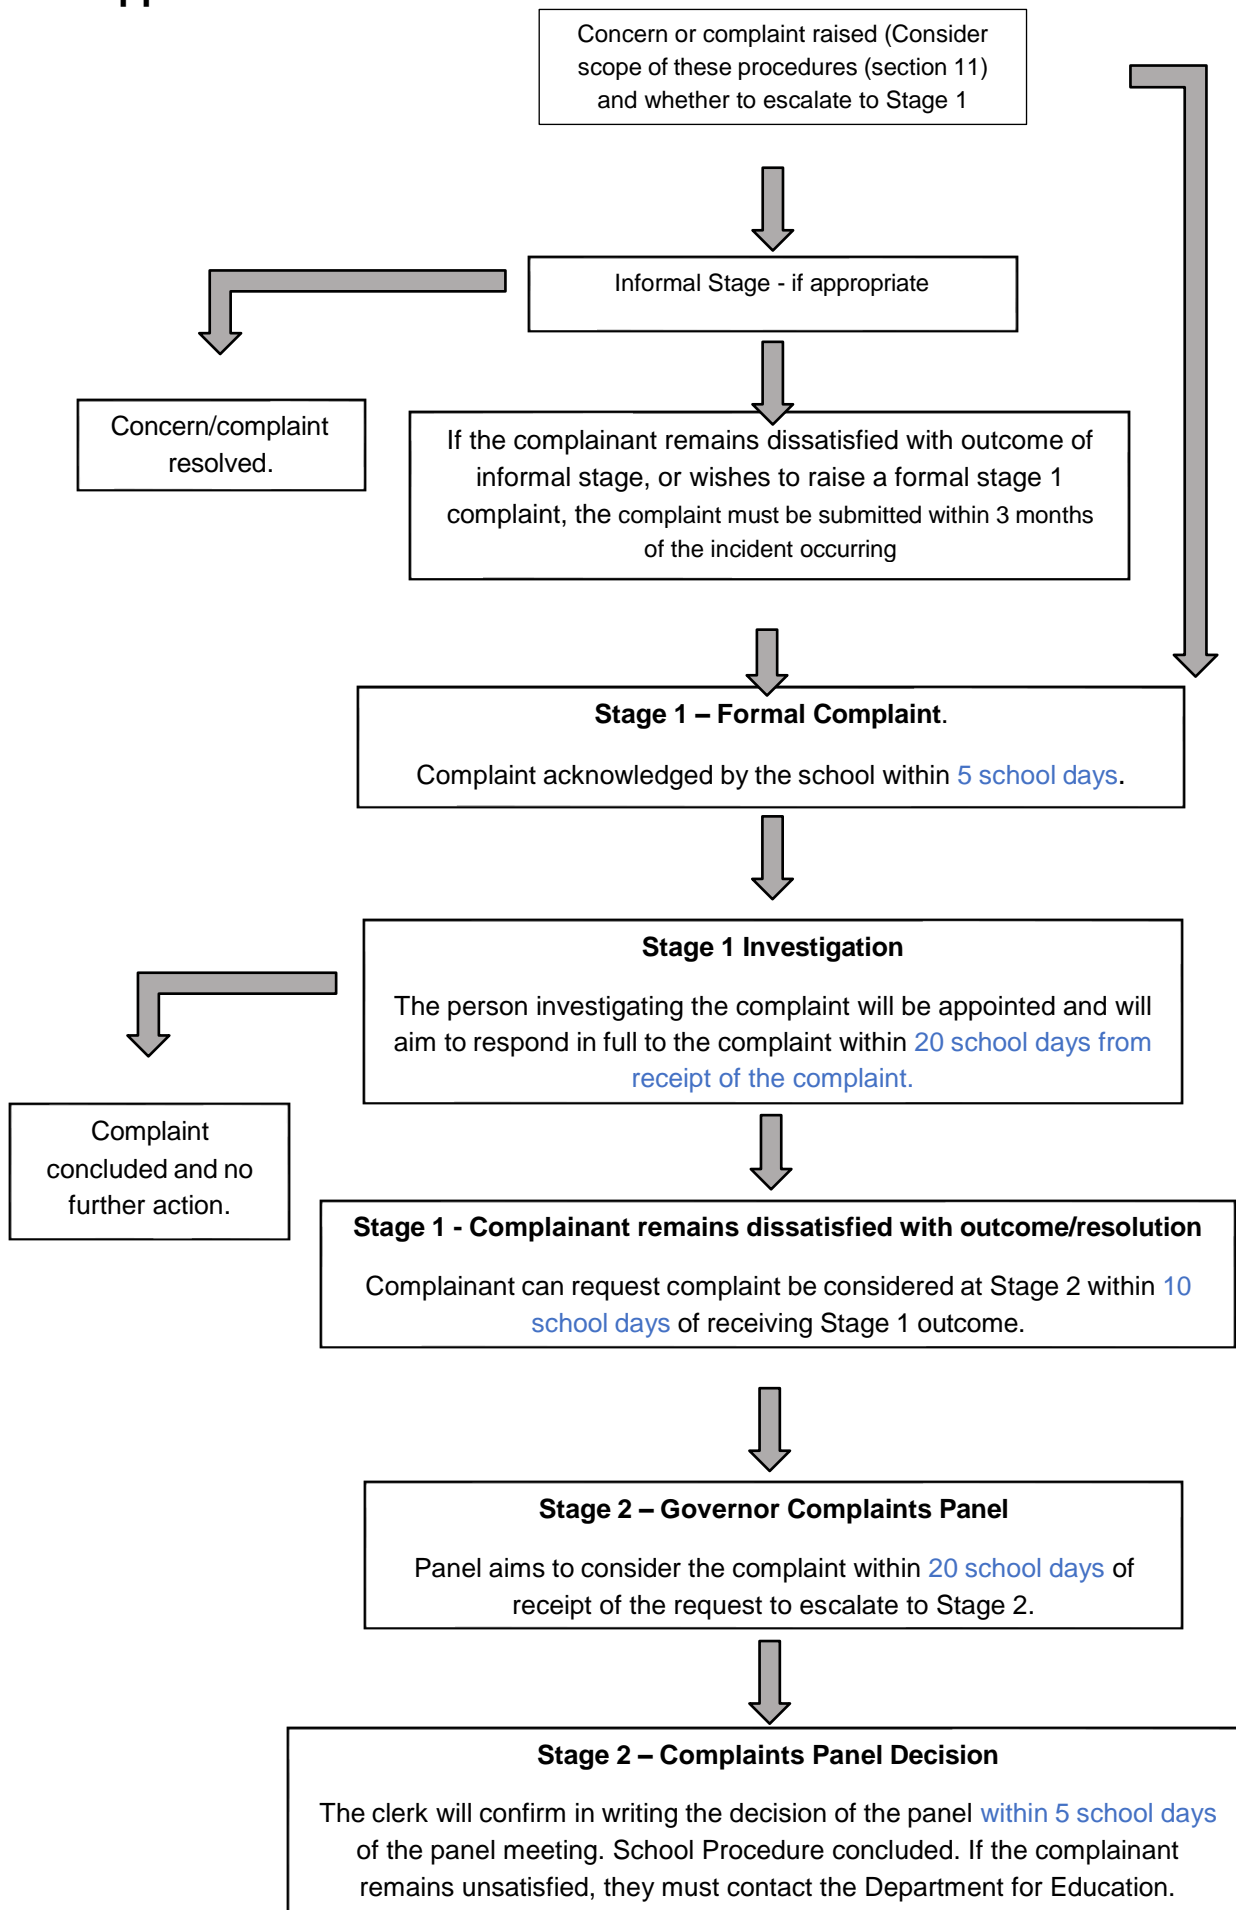 Concern or complaint raised (Consider
scope of these procedures (section 11)
and whether to escalate to Stage 1
Informal Stage - if appropriate
Concern/complaint
resolved.
If the complainant remains dissatisfied with outcome of
informal stage, or wishes to raise a formal stage 1
complaint, the complaint must be submitted within 3 months
of the incident occurring
Stage 1 – Formal Complaint.
Complaint acknowledged by the school within 5 school days.
Stage 1 Investigation
The person investigating the complaint will be appointed and will
aim to respond in full to the complaint within 20 school days from
receipt of the complaint.
Complaint
concluded and no
further action.
Stage 1 - Complainant remains dissatisfied with outcome/resolution
Complainant can request complaint be considered at Stage 2 within 10
school days of receiving Stage 1 outcome.
Stage 2 – Governor Complaints Panel
Panel aims to consider the complaint within 20 school days of
receipt of the request to escalate to Stage 2.
Stage 2 – Complaints Panel Decision
The clerk will confirm in writing the decision of the panel within 5 school days
of the panel meeting. School Procedure concluded. If the complainant
remains unsatisfied, they must contact the Department for Education.